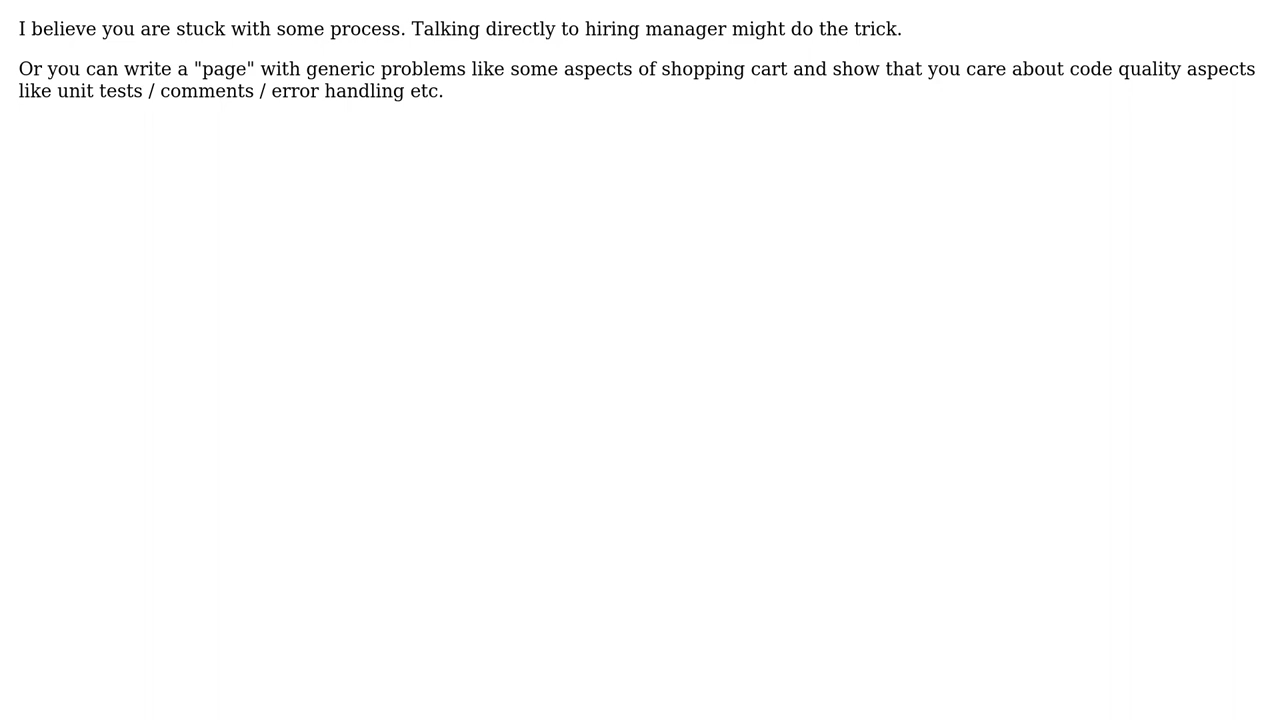 I believe you are stuck with some process. Talking directly to hiring manager might do the trick.
Or you can write a "page" with generic problems like some aspects of shopping cart and show that you care about code quality aspects
like unit tests / comments / error handling etc.